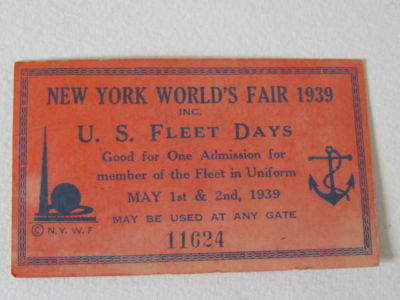 NEW YORK WORLD'S FAIR 1939
INC.
U. S. FLEET DAYS
Good for One Admission for
member of the Fleet in Uniform
MAY 1st & 2nd, 1939
MAY BE USED AT ANY GATE
© N.Y.W.F
11624